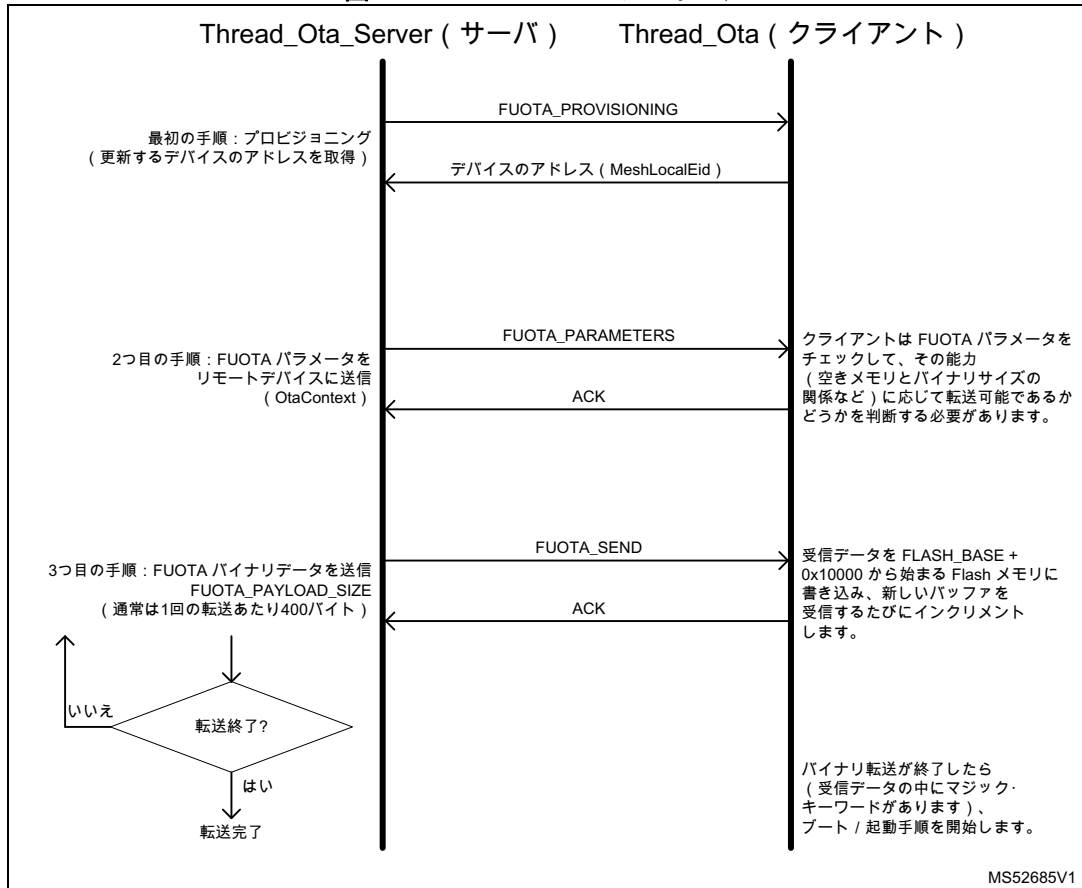 Thread_Ota_Server ( サーバ )
Thread_Ota ( クライアント )
FUOTA_PROVISIONING
最初の手順：プロビジョニング
( 更新するデバイスのアドレスを取得 )
デバイスのアドレス ( MeshLocalEid )
FUOTA_PARAMETERS
2つ目の手順：FUOTA パラメータを
リモートデバイスに送信
( OtaContext )
ACK
クライアントは FUOTA パラメータを
チェックして、その能力
( 空きメモリとバイナリサイズの
関係など ) に応じて転送可能であるか
どうかを判断する必要があります。
FUOTA_SEND
3つ目の手順：FUOTA バイナリデータを送信
FUOTA_PAYLOAD_SIZE
( 通常は1回の転送あたり400バイト )
ACK
受信データを FLASH_BASE +
0x10000 から始まる Flash メモリに
書き込み、新しいバッファを
受信するたびにインクリメント
します。
いいえ
転送終了?
はい
転送完了
バイナリ転送が終了したら
( 受信データの中にマジック·
キーワードがあります )、
ブート / 起動手順を開始します。
MS52685V1